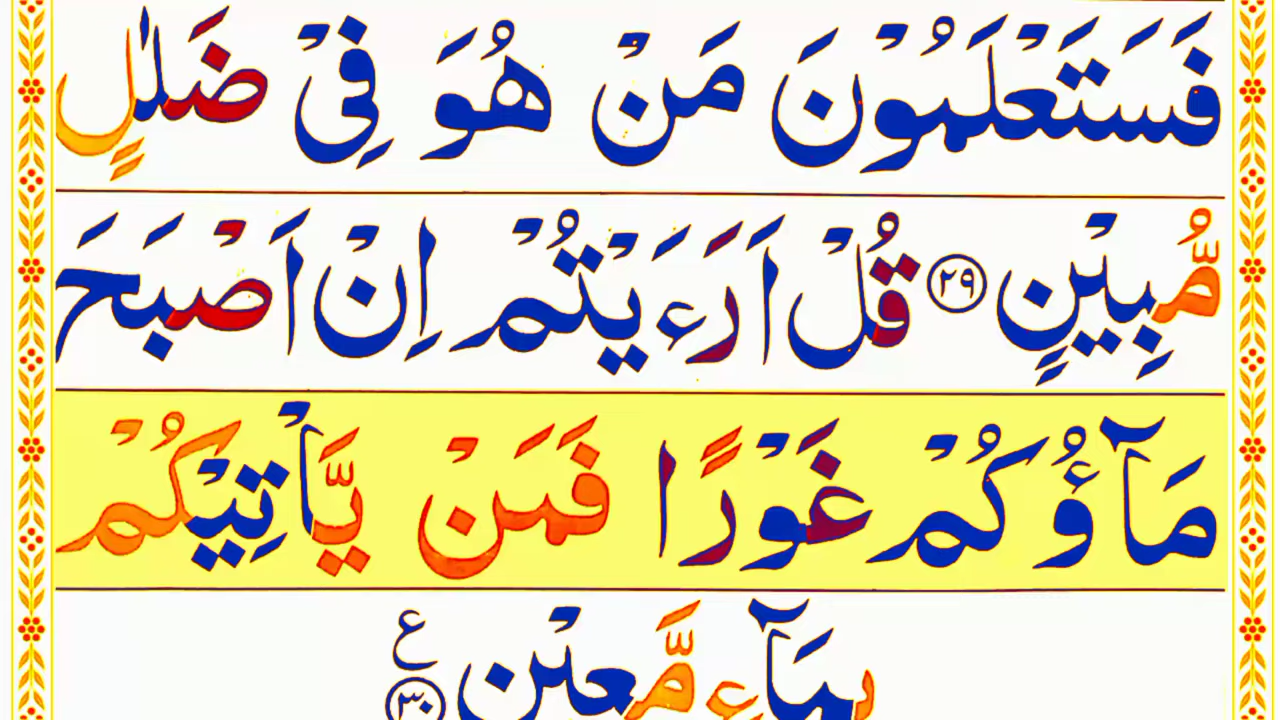 فَسَتَعْلَمُوْنَ مَنْ هُوَ فِیْ ضَلٰلٍ
مُّبِیْنٍ ﴿۲۹﴾ قُلْ اَرَءَیْتُمْ اِنْ اَصْبَحَ
مَآؤُكُمْ غَوْرًا فَمَنْ یَّاْتِیْكُمْ
بِمَآءٍ مَّعِیْنٍ ﴿۳۰﴾ ع